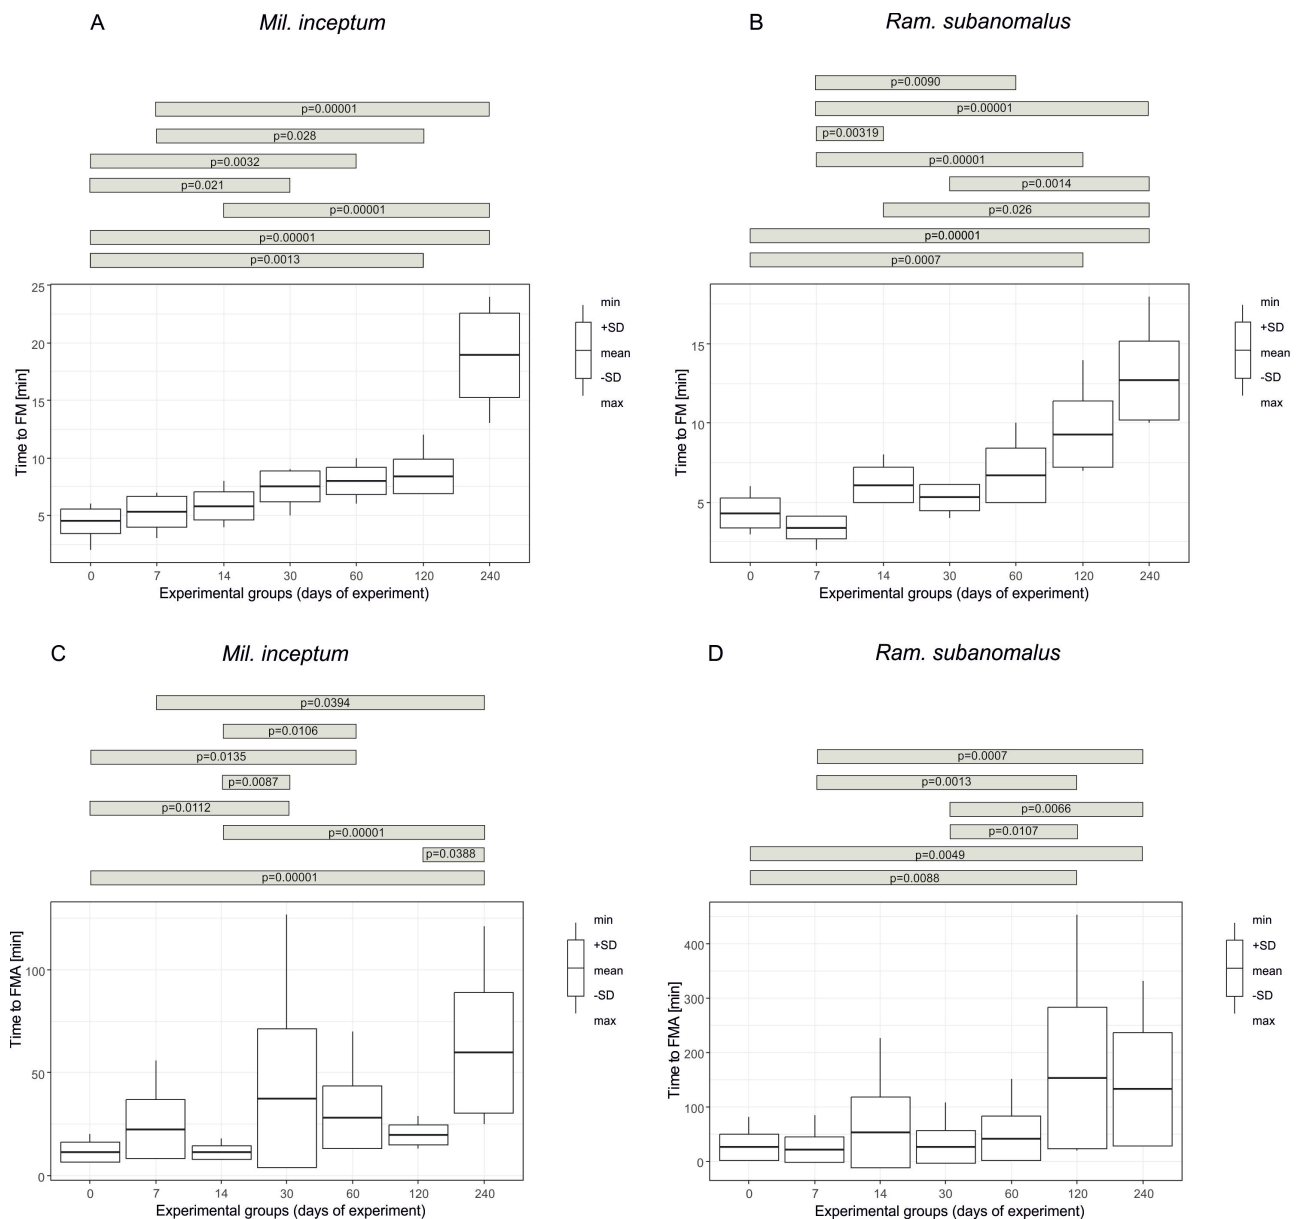 A
Mil. inceptum
p=0.00001
p=0.028
p=0.0032
p=0.021
p=0.00001
p=0.00001
p=0.0013
Time to FM [min]
25
20
15
10
5
0 7 14 30 60 120 240
Experimental groups (days of experiment)
min
+SD
mean
-SD
max
B
Ram. subanomalus
p=0.0090
p=0.00001
p=0.00319
p=0.00001
p=0.0014
p=0.026
p=0.00001
p=0.0007
Time to FM [min]
15
10
5
0 7 14 30 60 120 240
Experimental groups (days of experiment)
min
+SD
mean
-SD
max
C
Mil. inceptum
p=0.0394
p=0.0106
p=0.0135
p=0.0087
p=0.0112
p=0.00001
p=0.0388
p=0.00001
Time to FMA [min]
100
50
0
0 7 14 30 60 120 240
Experimental groups (days of experiment)
min
+SD
mean
-SD
max
D
Ram. subanomalus
p=0.0007
p=0.0013
p=0.0066
p=0.0107
p=0.0049
p=0.0088
Time to FMA [min]
400
300
200
100
0
0 7 14 30 60 120 240
Experimental groups (days of experiment)
min
+SD
mean
-SD
max